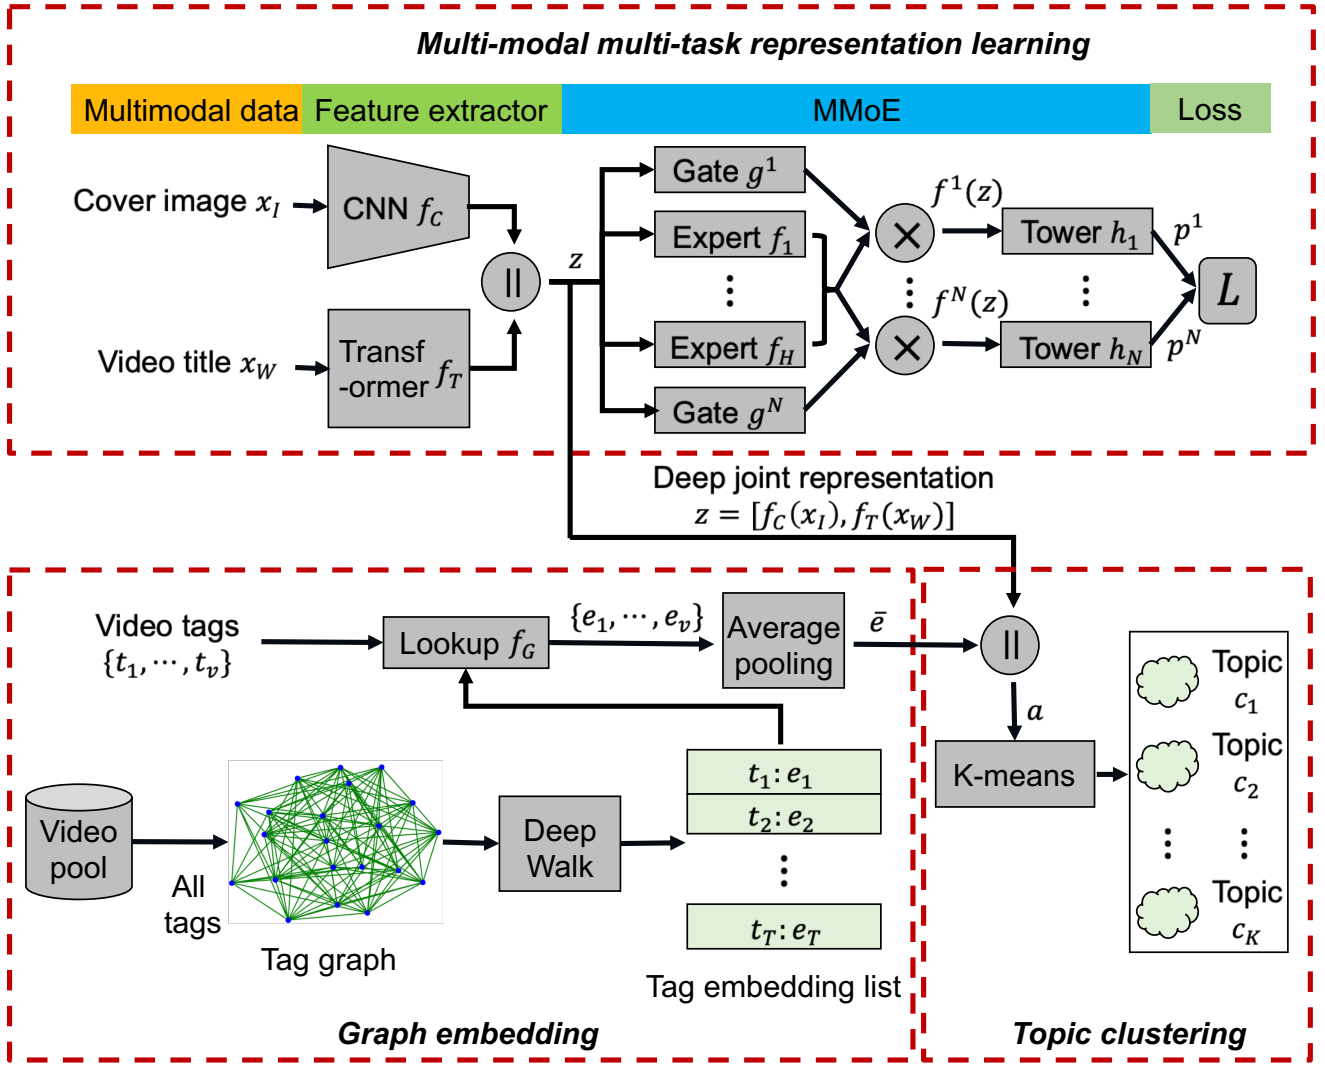 Multi-modal multi-task representation learning
Multimodal data
Feature extractor
MMoE
Loss
Cover image x_I
CNN f_C
Video title x_W
Transf
-ormer f_T
||
z
Gate g^1
Expert f_1
⋮
Expert f_H
Gate g^N
×
⋮
×
f^1(z)
f^N(z)
Tower h_1
⋮
Tower h_N
p^1
p^N
L
Deep joint representation
z = [f_C(x_I), f_T(x_W)]
Video tags
{t_1, ⋯, t_v}
Lookup f_G
{e_1, ⋯, e_v}
Average
pooling
ē
Video
pool
All
tags
Tag graph
Deep
Walk
t_1: e_1
t_2: e_2
⋮
t_T: e_T
Tag embedding list
Graph embedding
||
a
K-means
Topic
c_1
Topic
c_2
⋮ ⋮
Topic
c_K
Topic clustering